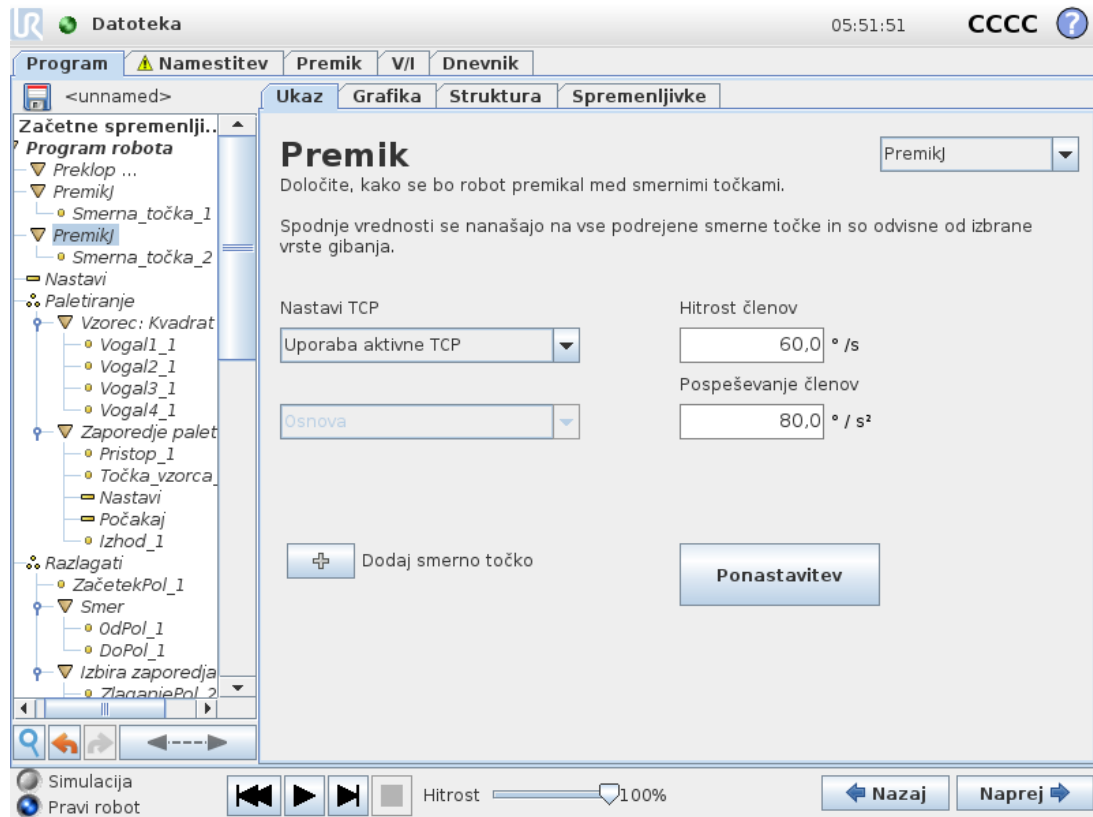 UR Datoteka 05:51:51 CCCC ?
Program Namestitev Premik V/I Dnevnik
<unnamed> Ukaz Grafika Struktura Spremenljivke
Začetne spremenlji..
Program robota
Preklop ...
PremikJ
Smerna_točka_1
PremikJ
Smerna_točka_2
Nastavi
Paletiranje
Vzorec: Kvadrat
Vogal1_1
Vogal2_1
Vogal3_1
Vogal4_1
Zaporedje palet
Pristop_1
Točka_vzorca_
Nastavi
Počakaj
Izhod_1
Razlagati
ZačetekPol_1
Smer
OdPol_1
DoPol_1
Izbira zaporedja
ZlaganjePol_2
Premik
PremikJ
Določite, kako se bo robot premikal med smernimi točkami.
Spodnje vrednosti se nanašajo na vse podrejene smerne točke in so odvisne od izbrane
vrste gibanja.
Nastavi TCP
Uporaba aktivne TCP
Osnova
Hitrost členov
60,0 ° /s
Pospeševanje členov
80,0 ° / s²
Dodaj smerno točko
Ponastavitev
Simulacija
Pravi robot
Hitrost 100%
Nazaj Naprej